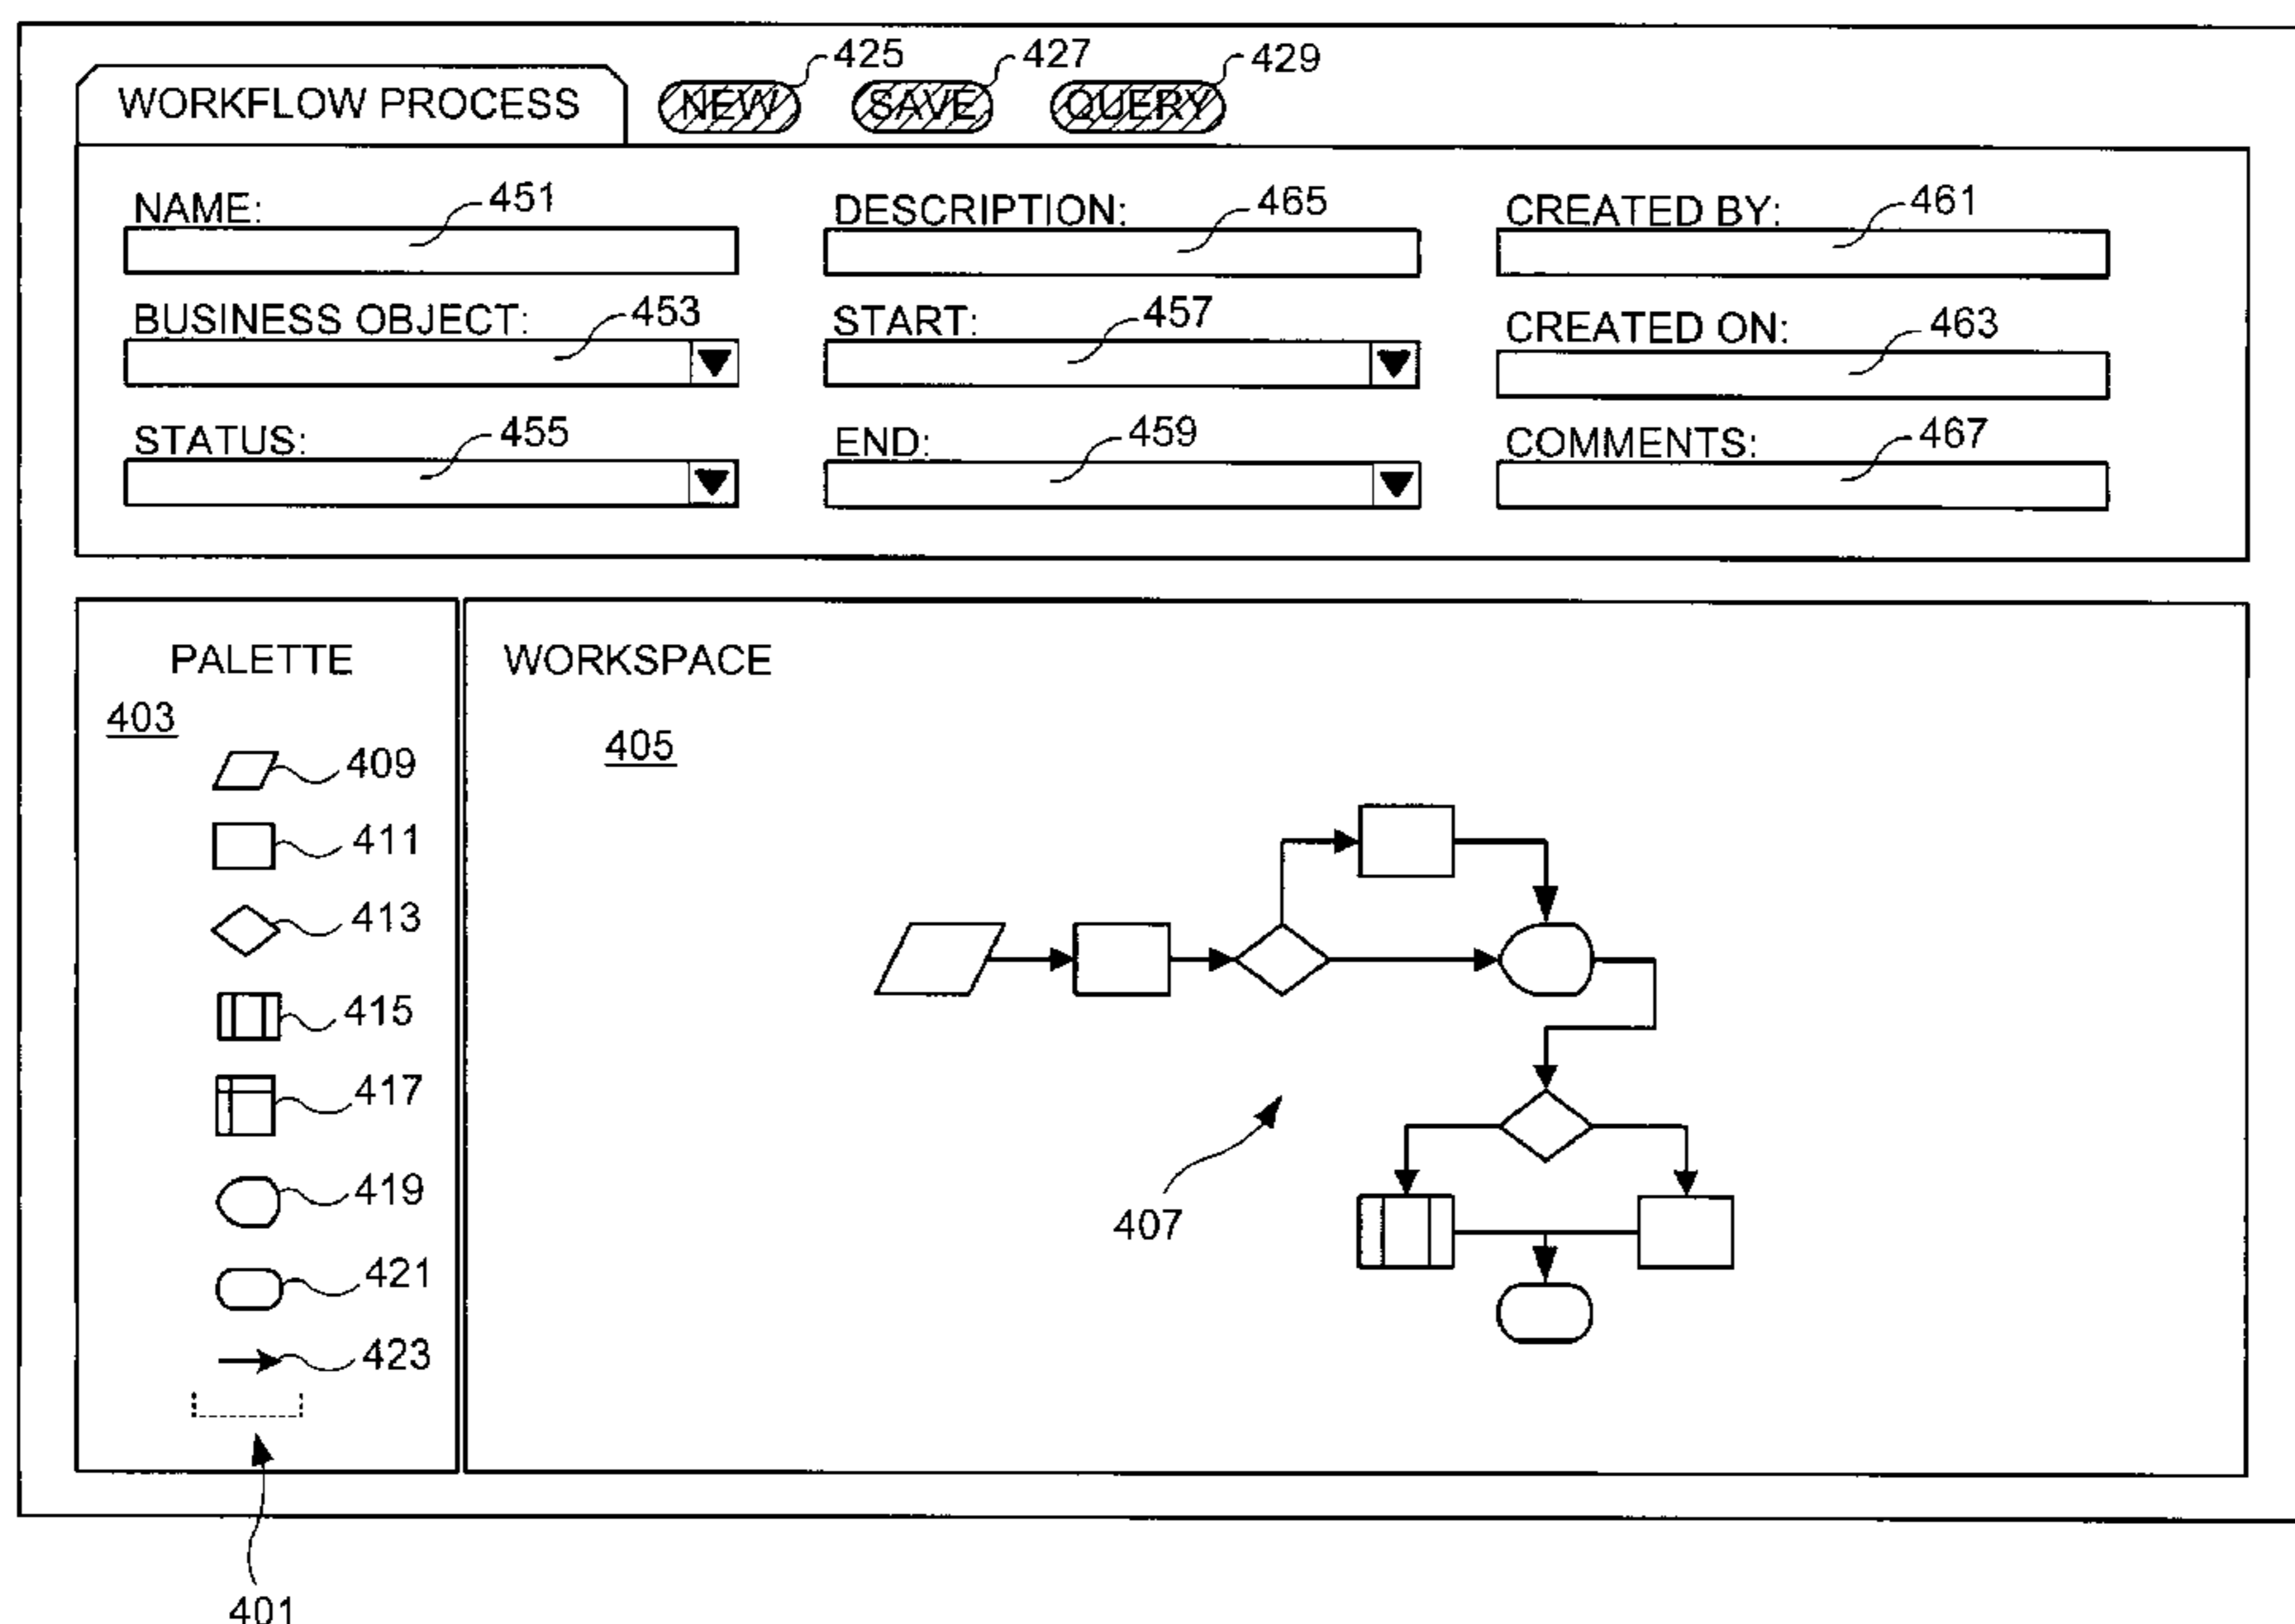 425 427 429
WORKFLOW PROCESS NEW SAVE QUERY
NAME: 451 DESCRIPTION: 465 CREATED BY: 461
BUSINESS OBJECT: 453 START: 457 CREATED ON: 463
STATUS: 455 END: 459 COMMENTS: 467
PALETTE
403
409
411
413
415
417
419
421
423
401
WORKSPACE
405
407